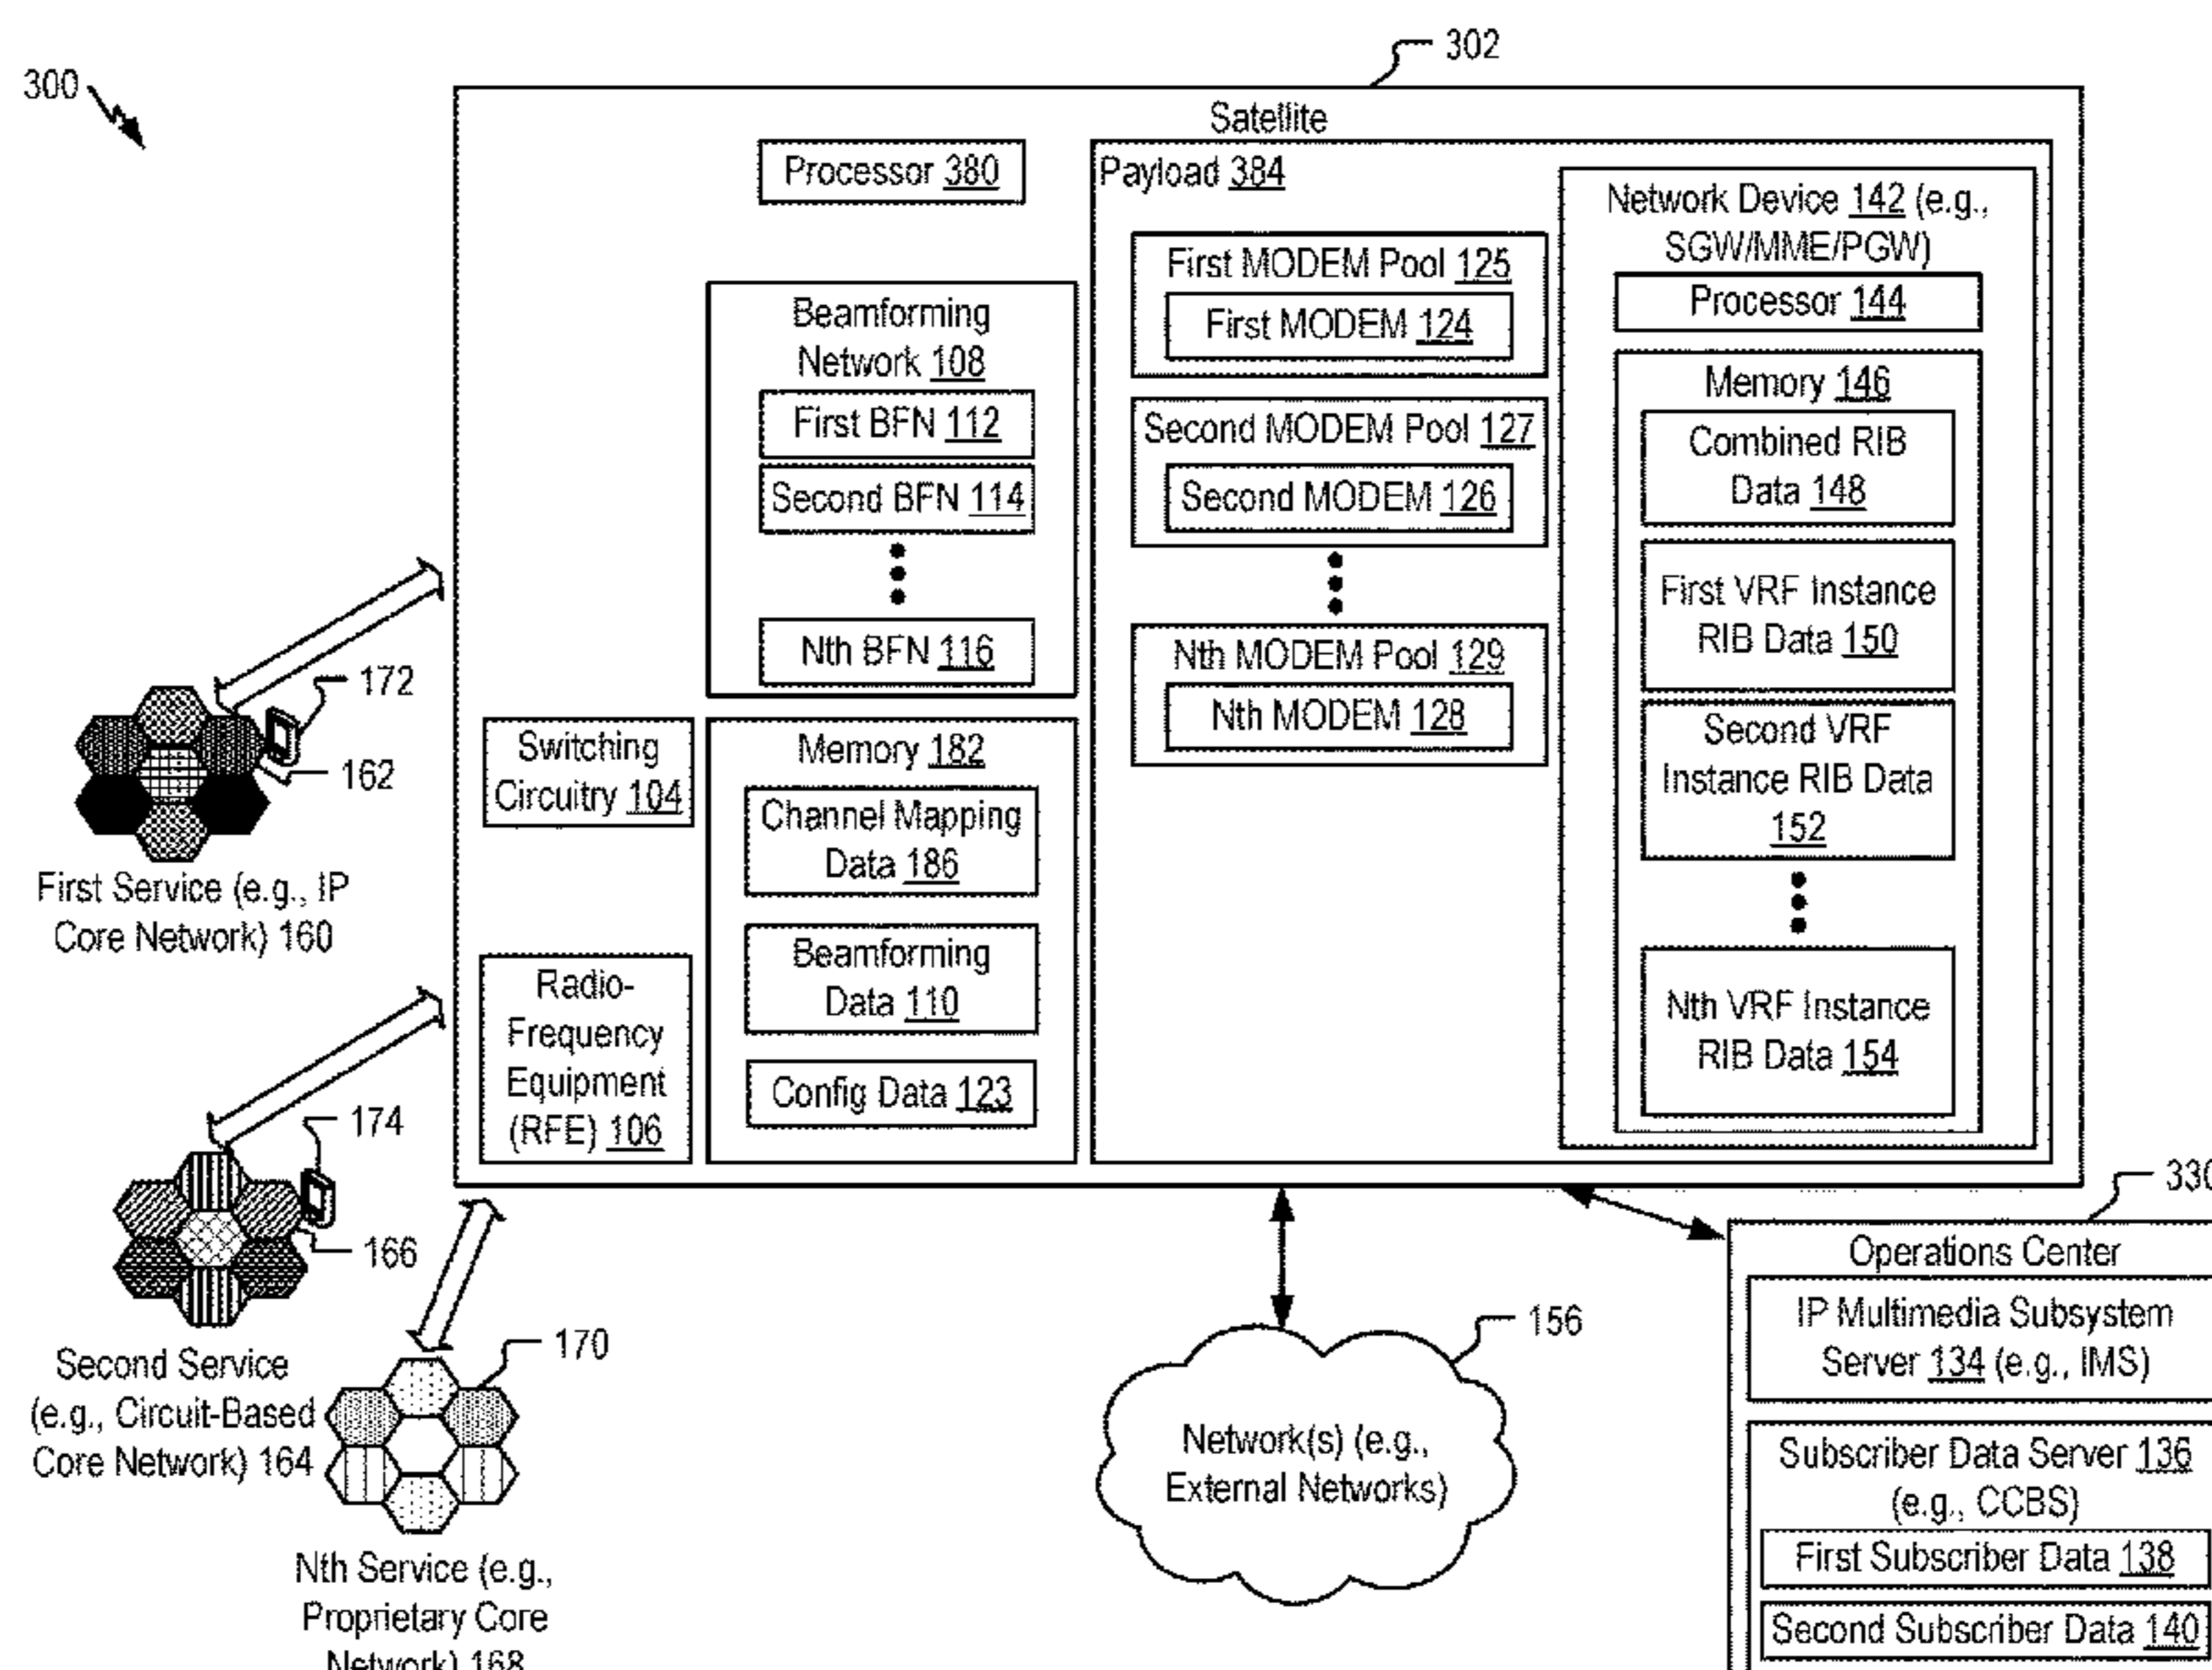 300
302
Satellite
Processor 380
Beamforming
Network 108
First BFN 112
Second BFN 114
Nth BFN 116
Switching
Circuitry 104
Radio-
Frequency
Equipment
(RFE) 106
Memory 182
Channel Mapping
Data 186
Beamforming
Data 110
Config Data 123
Payload 384
First MODEM Pool 125
First MODEM 124
Second MODEM Pool 127
Second MODEM 126
Nth MODEM Pool 129
Nth MODEM 128
Network Device 142 (e.g.,
SGW/MME/PGW)
Processor 144
Memory 146
Combined RIB
Data 148
First VRF Instance
RIB Data 150
Second VRF
Instance RIB Data
152
Nth VRF Instance
RIB Data 154
172
162
First Service (e.g., IP
Core Network) 160
174
166
Second Service
(e.g., Circuit-Based
Core Network) 164
170
Nth Service (e.g.,
Proprietary Core
Network) 168
156
Network(s) (e.g.,
External Networks)
330
Operations Center
IP Multimedia Subsystem
Server 134 (e.g., IMS)
Subscriber Data Server 136
(e.g., CCBS)
First Subscriber Data 138
Second Subscriber Data 140